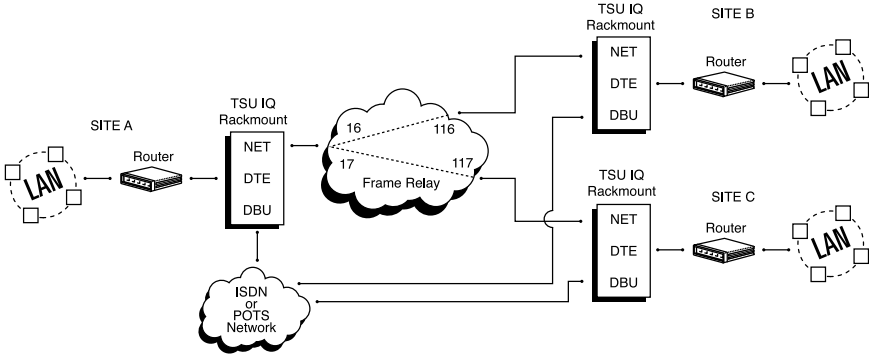 SITE A
LAN
Router
TSU IQ
Rackmount
NET
DTE
DBU
16
17
116
117
Frame Relay
ISDN
or
POTS
Network
TSU IQ
Rackmount
NET
DTE
DBU
SITE B
Router
LAN
TSU IQ
Rackmount
NET
DTE
DBU
SITE C
Router
LAN